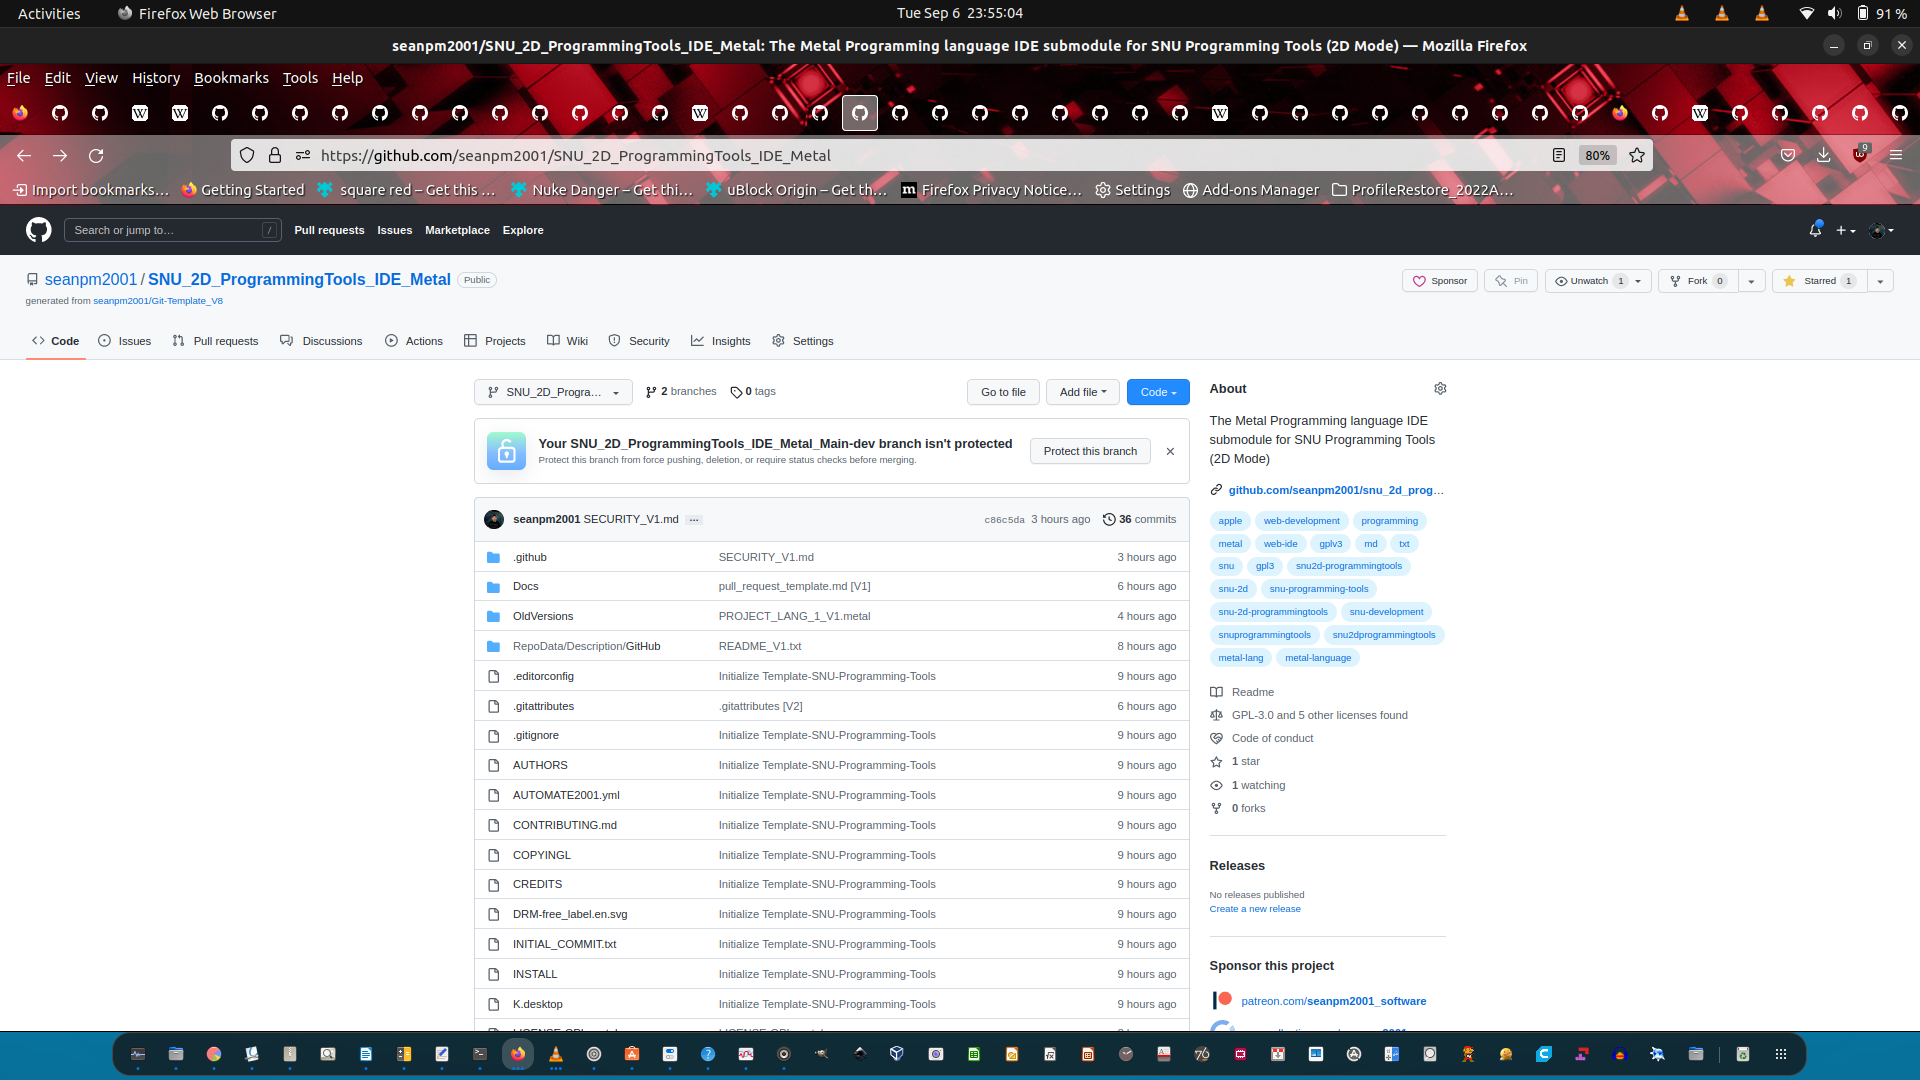 Activities Firefox Web Browser Tue Sep 6 23:55:04 91 %
seanpm2001/SNU_2D_ProgrammingTools_IDE_Metal: The Metal Programming language IDE submodule for SNU Programming Tools (2D Mode) — Mozilla Firefox
File Edit View History Bookmarks Tools Help
https://github.com/seanpm2001/SNU_2D_ProgrammingTools_IDE_Metal 80% 9
Import bookmarks… Getting Started square red – Get this … Nuke Danger – Get thi… uBlock Origin – Get th… Firefox Privacy Notice… Settings Add-ons Manager ProfileRestore_2022A…
Search or jump to… / Pull requests Issues Marketplace Explore
seanpm2001 / SNU_2D_ProgrammingTools_IDE_Metal Public Sponsor Pin Unwatch 1 Fork 0 Starred 1
generated from seanpm2001/Git-Template_V8
Code Issues Pull requests Discussions Actions Projects Wiki Security Insights Settings
SNU_2D_Progra… 2 branches 0 tags Go to file Add file Code
Your SNU_2D_ProgrammingTools_IDE_Metal_Main-dev branch isn't protected
Protect this branch from force pushing, deletion, or require status checks before merging.
Protect this branch
seanpm2001 SECURITY_V1.md … c86c5da 3 hours ago 36 commits
.github SECURITY_V1.md 3 hours ago
Docs pull_request_template.md [V1] 6 hours ago
OldVersions PROJECT_LANG_1_V1.metal 4 hours ago
RepoData/Description/GitHub README_V1.txt 8 hours ago
.editorconfig Initialize Template-SNU-Programming-Tools 9 hours ago
.gitattributes .gitattributes [V2] 6 hours ago
.gitignore Initialize Template-SNU-Programming-Tools 9 hours ago
AUTHORS Initialize Template-SNU-Programming-Tools 9 hours ago
AUTOMATE2001.yml Initialize Template-SNU-Programming-Tools 9 hours ago
CONTRIBUTING.md Initialize Template-SNU-Programming-Tools 9 hours ago
COPYINGL Initialize Template-SNU-Programming-Tools 9 hours ago
CREDITS Initialize Template-SNU-Programming-Tools 9 hours ago
DRM-free_label.en.svg Initialize Template-SNU-Programming-Tools 9 hours ago
INITIAL_COMMIT.txt Initialize Template-SNU-Programming-Tools 9 hours ago
INSTALL Initialize Template-SNU-Programming-Tools 9 hours ago
K.desktop Initialize Template-SNU-Programming-Tools 9 hours ago
About
The Metal Programming language IDE
submodule for SNU Programming Tools
(2D Mode)
github.com/seanpm2001/snu_2d_prog…
apple web-development programming
metal web-ide gplv3 md txt
snu gpl3 snu2d-programmingtools
snu-2d snu-programming-tools
snu-2d-programmingtools snu-development
snuprogrammingtools snu2dprogrammingtools
metal-lang metal-language
Readme
GPL-3.0 and 5 other licenses found
Code of conduct
1 star
1 watching
0 forks
Releases
No releases published
Create a new release
Sponsor this project
patreon.com/seanpm2001_software